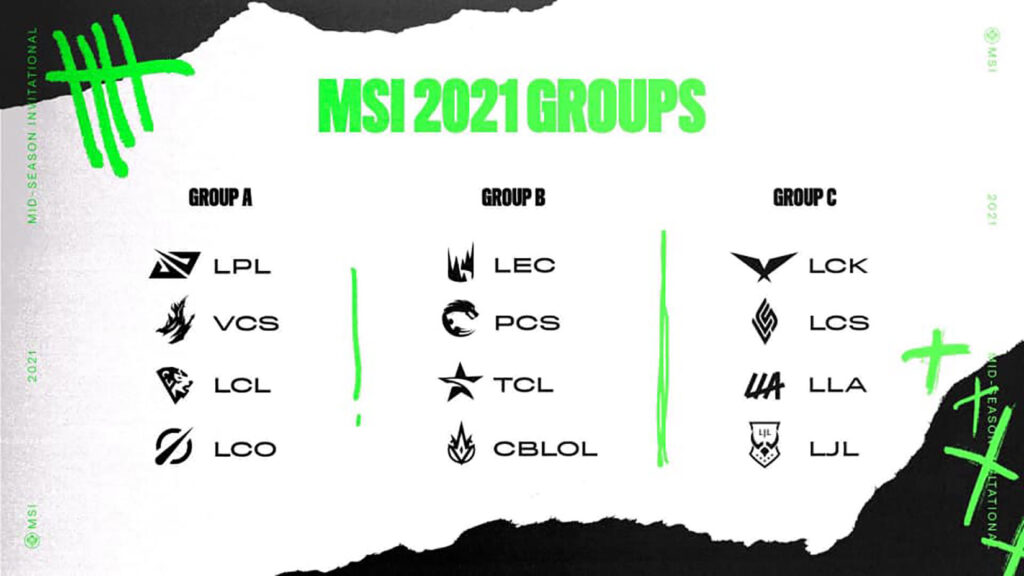 MSI 2021 GROUPS
GROUP A
LPL
VCS
LCL
LCO
GROUP B
LEC
PCS
TCL
CBLOL
GROUP C
LCK
LCS
LLA
LJL
LJL
MID-SEASON INVITATIONAL
2021
MSI
MSI
2021
MID-SEASON INVITATIONAL